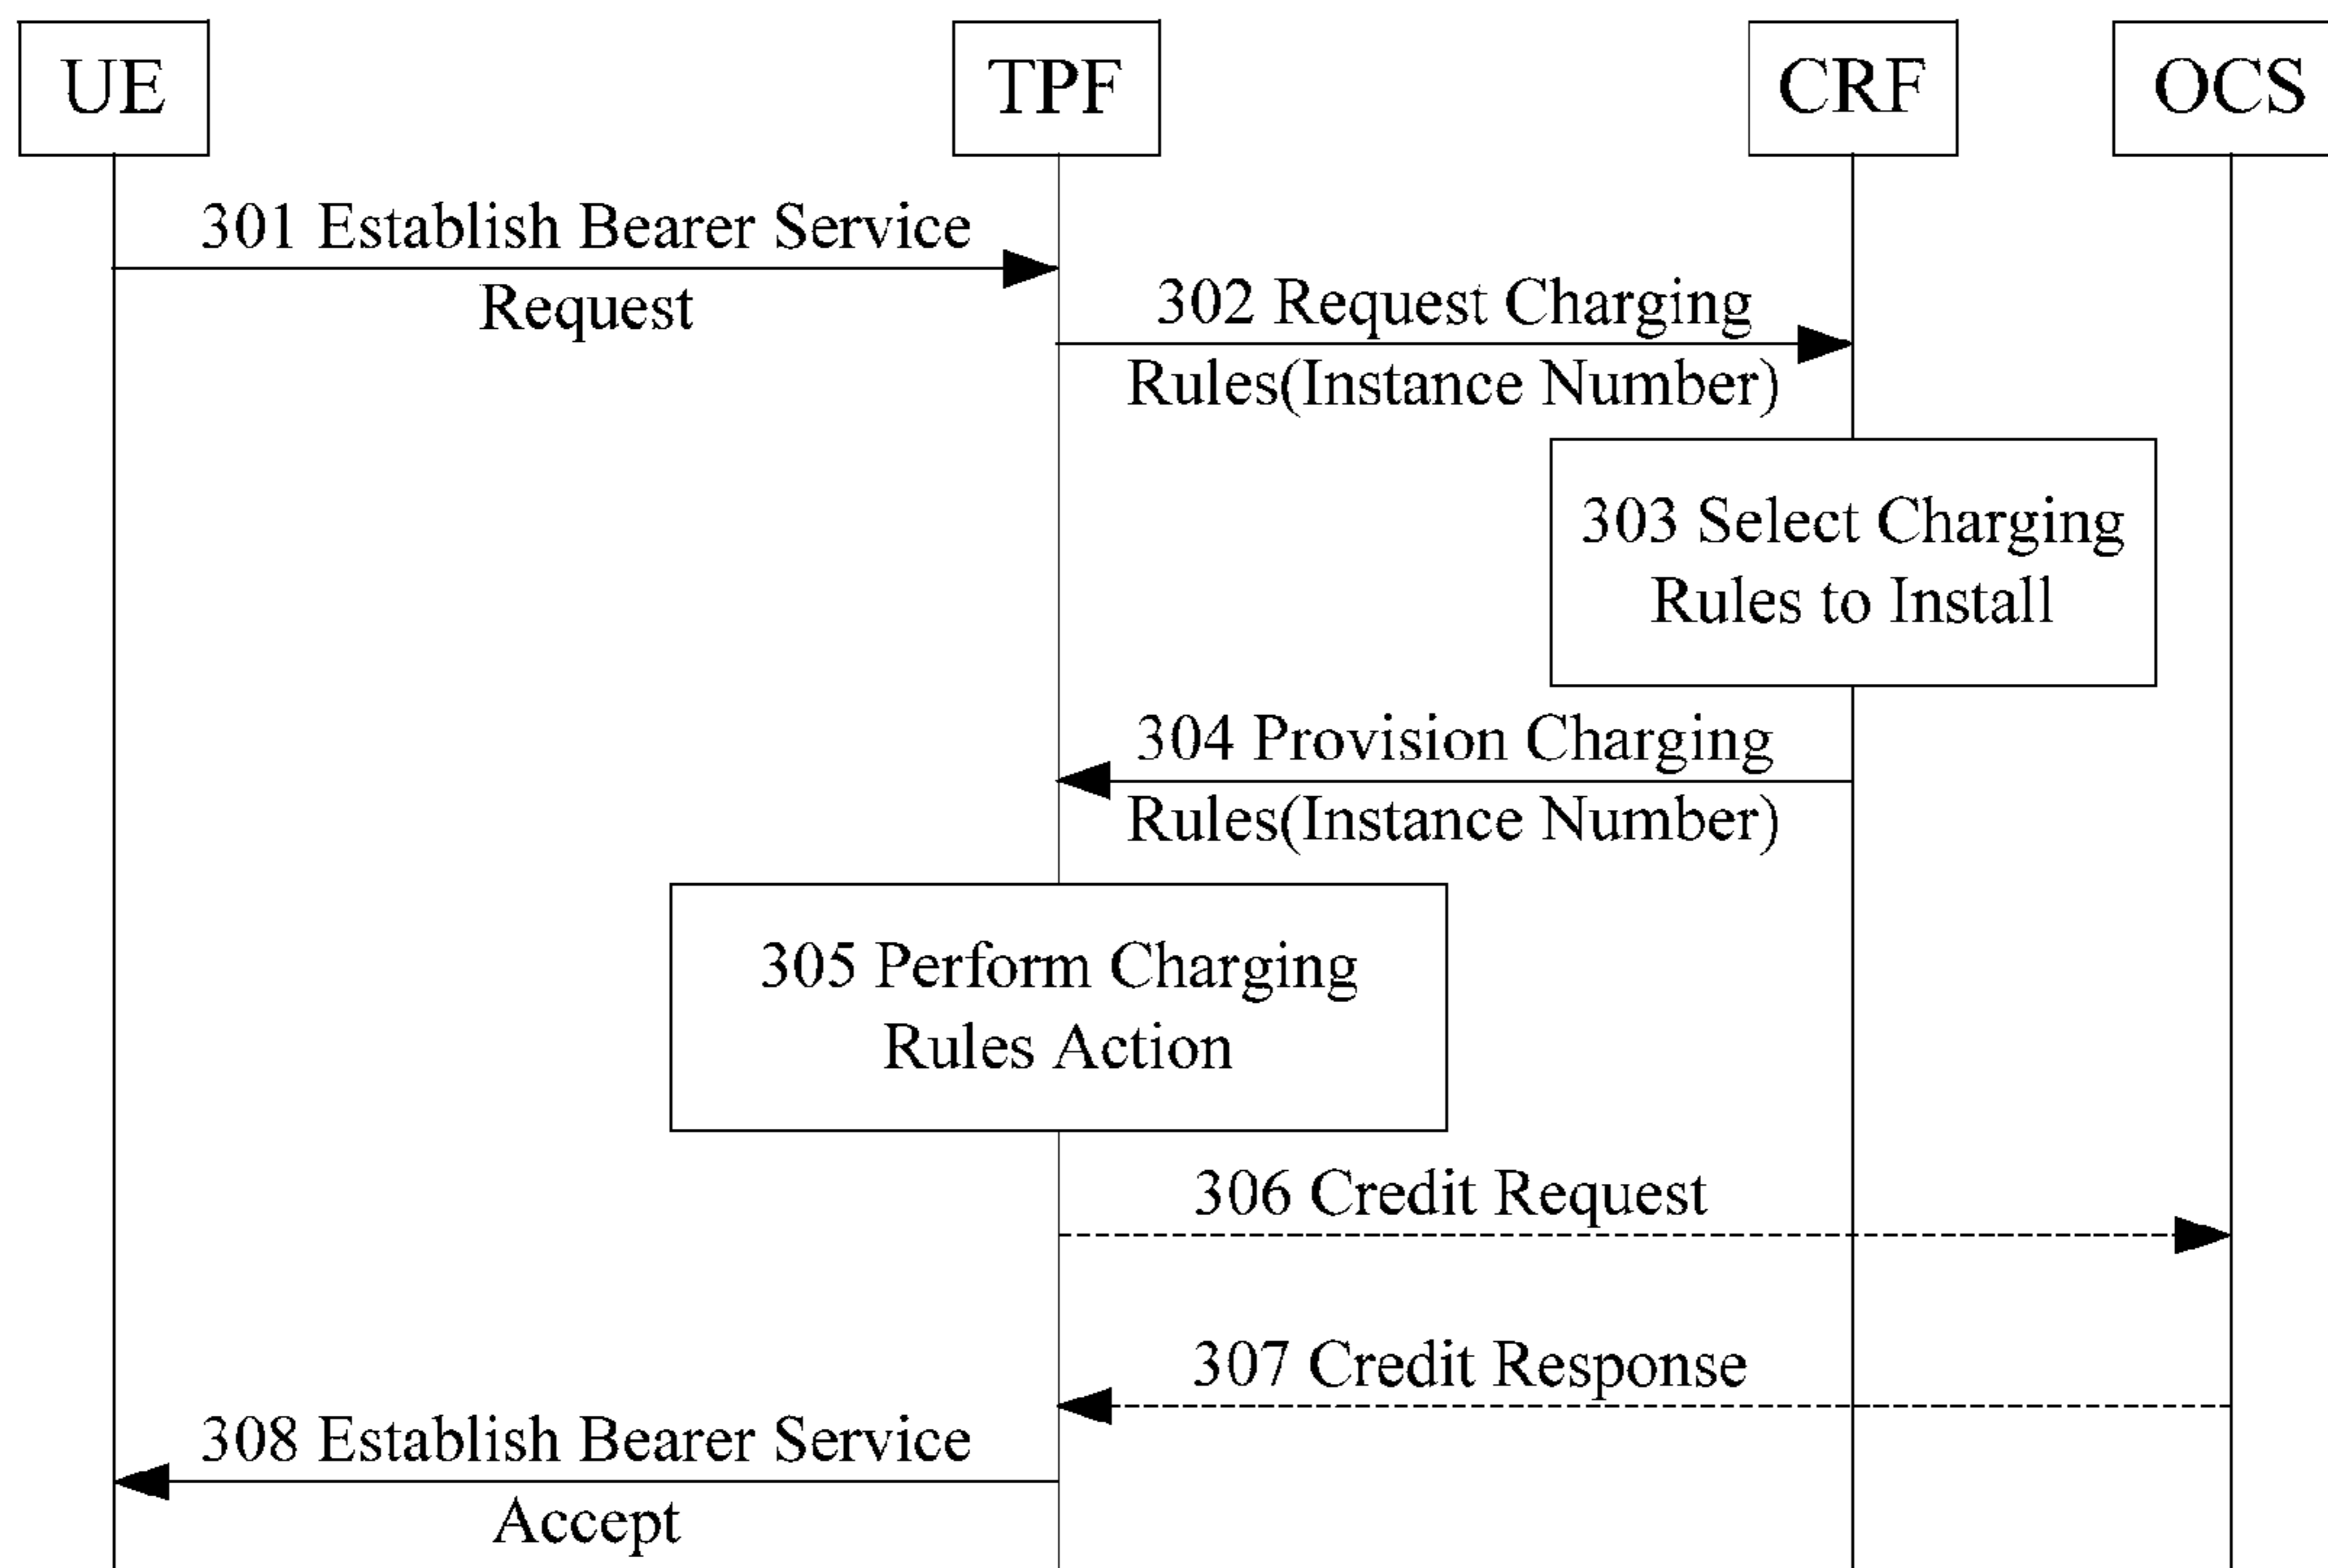 UE
TPF
CRF
OCS
301 Establish Bearer Service
Request
302 Request Charging
Rules(Instance Number)
303 Select Charging
Rules to Install
304 Provision Charging
Rules(Instance Number)
305 Perform Charging
Rules Action
306 Credit Request
307 Credit Response
308 Establish Bearer Service
Accept